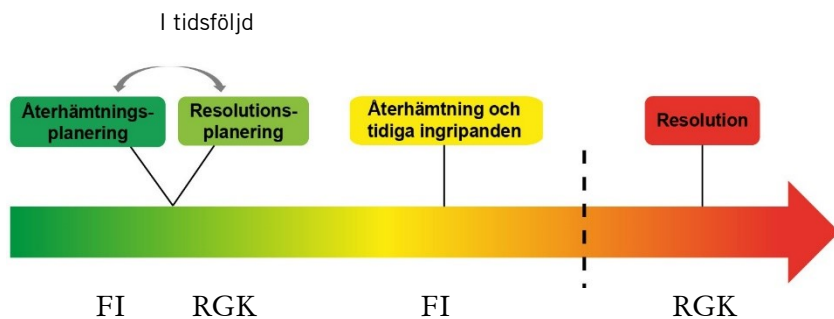 I tidsföljd
Återhämtnings-
planering
Resolutions-
planering
Återhämtning och
tidiga ingripanden
Resolution
FI RGK FI RGK